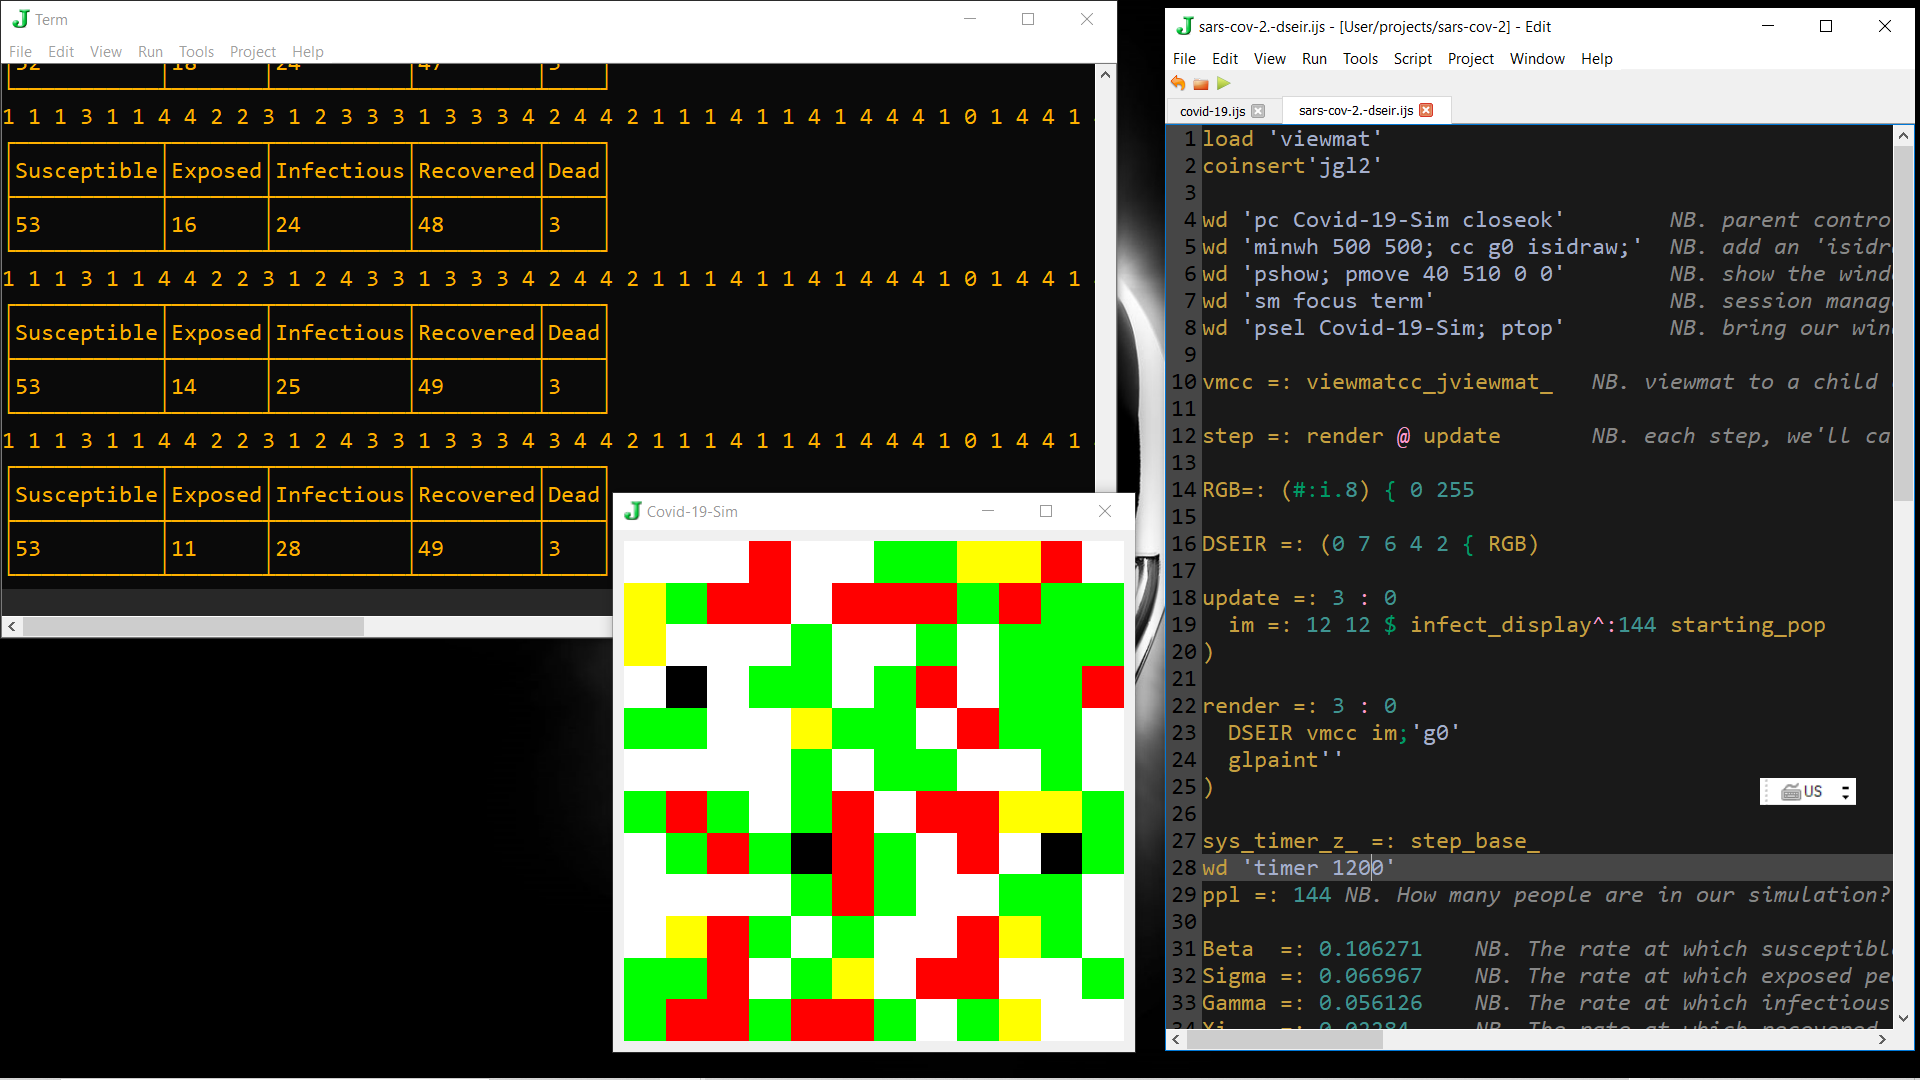 Term
File Edit View Run Tools Project Help
52 18 24 47 3
1 1 1 3 1 1 4 4 2 2 3 1 2 3 3 3 1 3 3 3 4 2 4 4 2 1 1 1 4 1 1 4 1 4 4 4 1 0 1 4 4 1
Susceptible Exposed Infectious Recovered Dead
53 16 24 48 3
1 1 1 3 1 1 4 4 2 2 3 1 2 4 3 3 1 3 3 3 4 2 4 4 2 1 1 1 4 1 1 4 1 4 4 4 1 0 1 4 4 1
Susceptible Exposed Infectious Recovered Dead
53 14 25 49 3
1 1 1 3 1 1 4 4 2 2 3 1 2 4 3 3 1 3 3 3 4 3 4 4 2 1 1 1 4 1 1 4 1 4 4 4 1 0 1 4 4 1
Susceptible Exposed Infectious Recovered Dead
53 11 28 49 3
Covid-19-Sim
sars-cov-2.-dseir.ijs - [User/projects/sars-cov-2] - Edit
File Edit View Run Tools Script Project Window Help
covid-19.ijs sars-cov-2.-dseir.ijs
1 load 'viewmat'
2 coinsert'jgl2'
3
4 wd 'pc Covid-19-Sim closeok' NB. parent contro
5 wd 'minwh 500 500; cc g0 isidraw;' NB. add an 'isidr
6 wd 'pshow; pmove 40 510 0 0' NB. show the wind
7 wd 'sm focus term' NB. session manag
8 wd 'psel Covid-19-Sim; ptop' NB. bring our win
9
10 vmcc =: viewmatcc_jviewmat_ NB. viewmat to a child
11
12 step =: render @ update NB. each step, we'll ca
13
14 RGB=: (#:i.8) { 0 255
15
16 DSEIR =: (0 7 6 4 2 { RGB)
17
18 update =: 3 : 0
19 im =: 12 12 $ infect_display^:144 starting_pop
20 )
21
22 render =: 3 : 0
23 DSEIR vmcc im;'g0'
24 glpaint''
25 )
26
27 sys_timer_z_ =: step_base_
28 wd 'timer 1200'
29 ppl =: 144 NB. How many people are in our simulation?
30
31 Beta =: 0.106271 NB. The rate at which susceptibl
32 Sigma =: 0.066967 NB. The rate at which exposed pe
33 Gamma =: 0.056126 NB. The rate at which infectious
34 Xi =: 0.02284 NB. The rate at which recovered
US